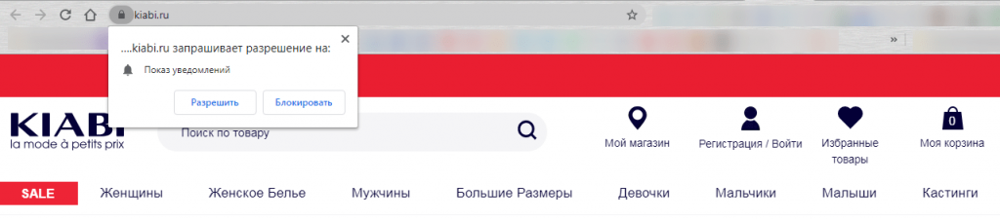 kiabi.ru
»
....kiabi.ru запрашивает разрешение на:
Показ уведомлений
Разрешить Блокировать
KIABI
la mode à petits prix
Поиск по товару
Мой магазин
Регистрация / Войти
Избранные
товары
0
Моя корзина
SALE Женщины Женское Белье Мужчины Большие Размеры Девочки Мальчики Малыши Кастинги